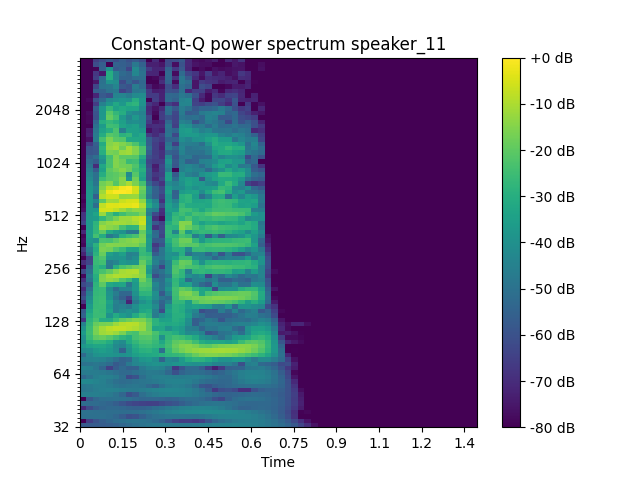 Constant-Q power spectrum speaker_11
Hz
2048
1024
512
256
128
64
32
0 0.15 0.3 0.45 0.6 0.75 0.9 1.1 1.2 1.4
Time
+0 dB
-10 dB
-20 dB
-30 dB
-40 dB
-50 dB
-60 dB
-70 dB
-80 dB